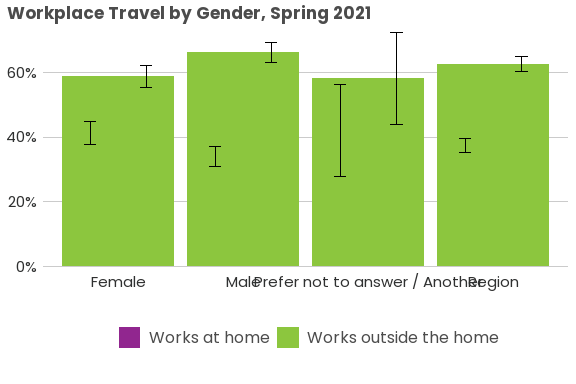 Workplace Travel by Gender, Spring 2021
60%
40%
20%
0%
Female
Male
Prefer not to answer / Another
Region
Works at home
Works outside the home